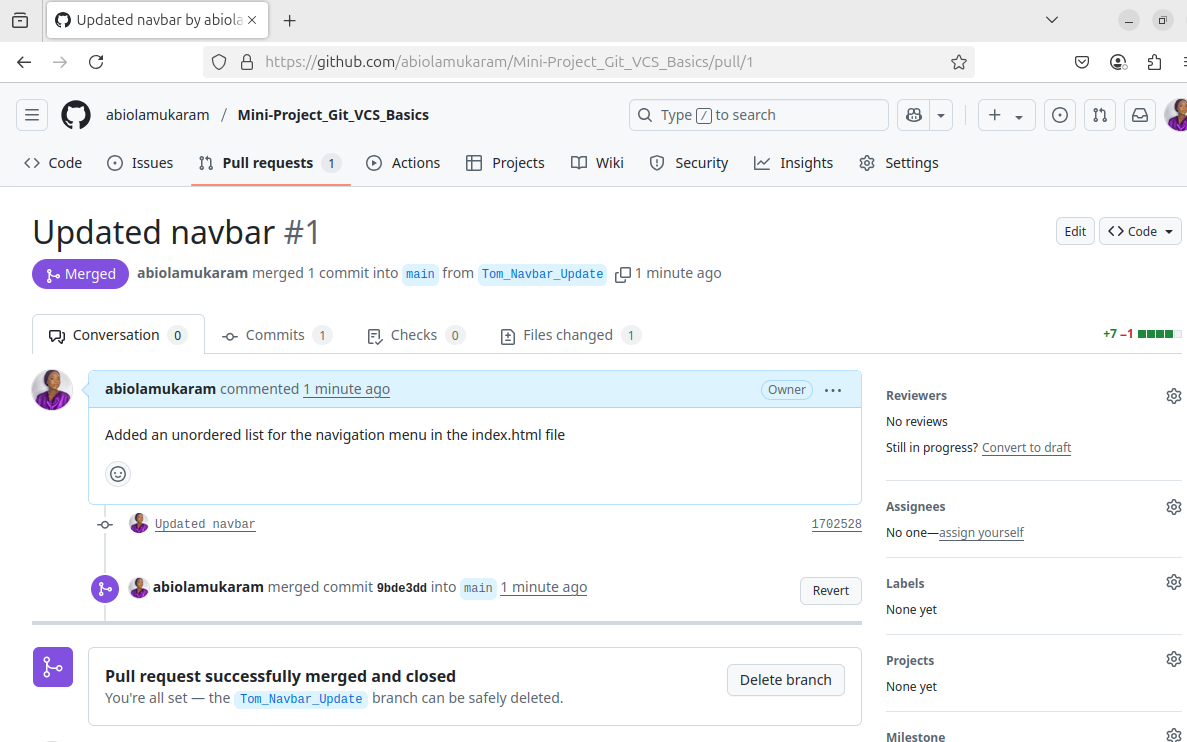 Updated navbar by abiola
https://github.com/abiolamukaram/Mini-Project_Git_VCS_Basics/pull/1
abiolamukaram / Mini-Project_Git_VCS_Basics Type / to search
Code Issues Pull requests 1 Actions Projects Wiki Security Insights Settings
Updated navbar #1 Edit Code
Merged abiolamukaram merged 1 commit into main from Tom_Navbar_Update 1 minute ago
Conversation 0 Commits 1 Checks 0 Files changed 1 +7 −1
abiolamukaram commented 1 minute ago Owner
Added an unordered list for the navigation menu in the index.html file
Updated navbar 1702528
abiolamukaram merged commit 9bde3dd into main 1 minute ago Revert
Pull request successfully merged and closed
You're all set — the Tom_Navbar_Update branch can be safely deleted.
Delete branch
Reviewers
No reviews
Still in progress? Convert to draft
Assignees
No one—assign yourself
Labels
None yet
Projects
None yet
Milestone